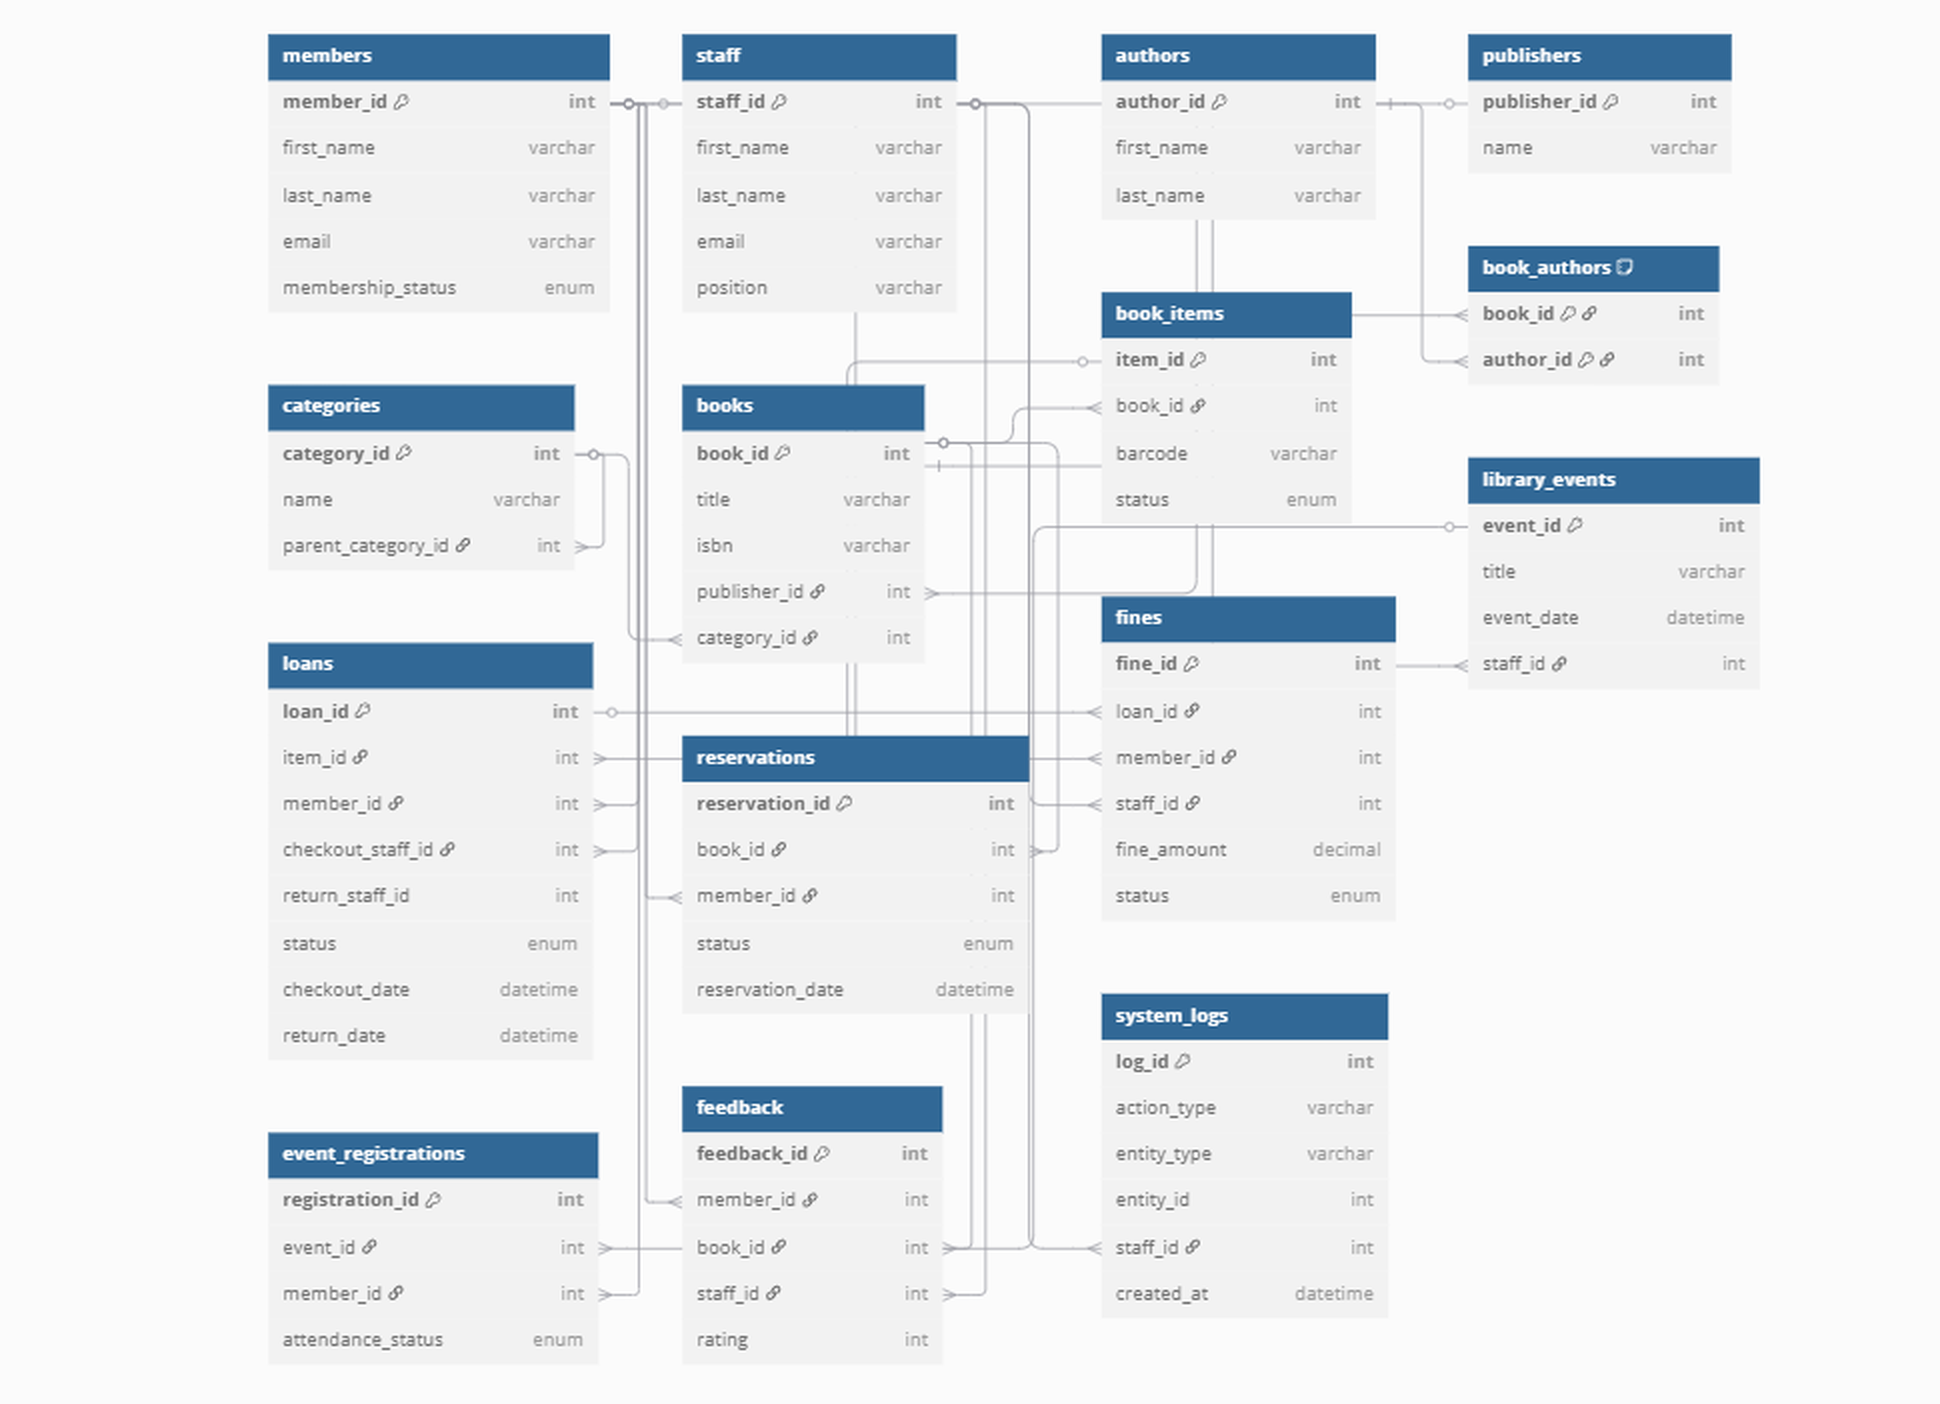 members
member_id int
first_name varchar
last_name varchar
email varchar
membership_status enum
staff
staff_id int
first_name varchar
last_name varchar
email varchar
position varchar
authors
author_id int
first_name varchar
last_name varchar
publishers
publisher_id int
name varchar
book_authors
book_id int
author_id int
book_items
item_id int
book_id int
barcode varchar
status enum
categories
category_id int
name varchar
parent_category_id int
books
book_id int
title varchar
isbn varchar
publisher_id int
category_id int
library_events
event_id int
title varchar
event_date datetime
staff_id int
fines
fine_id int
loan_id int
member_id int
staff_id int
fine_amount decimal
status enum
loans
loan_id int
item_id int
member_id int
checkout_staff_id int
return_staff_id int
status enum
checkout_date datetime
return_date datetime
reservations
reservation_id int
book_id int
member_id int
status enum
reservation_date datetime
system_logs
log_id int
action_type varchar
entity_type varchar
entity_id int
staff_id int
created_at datetime
feedback
feedback_id int
member_id int
book_id int
staff_id int
rating int
event_registrations
registration_id int
event_id int
member_id int
attendance_status enum